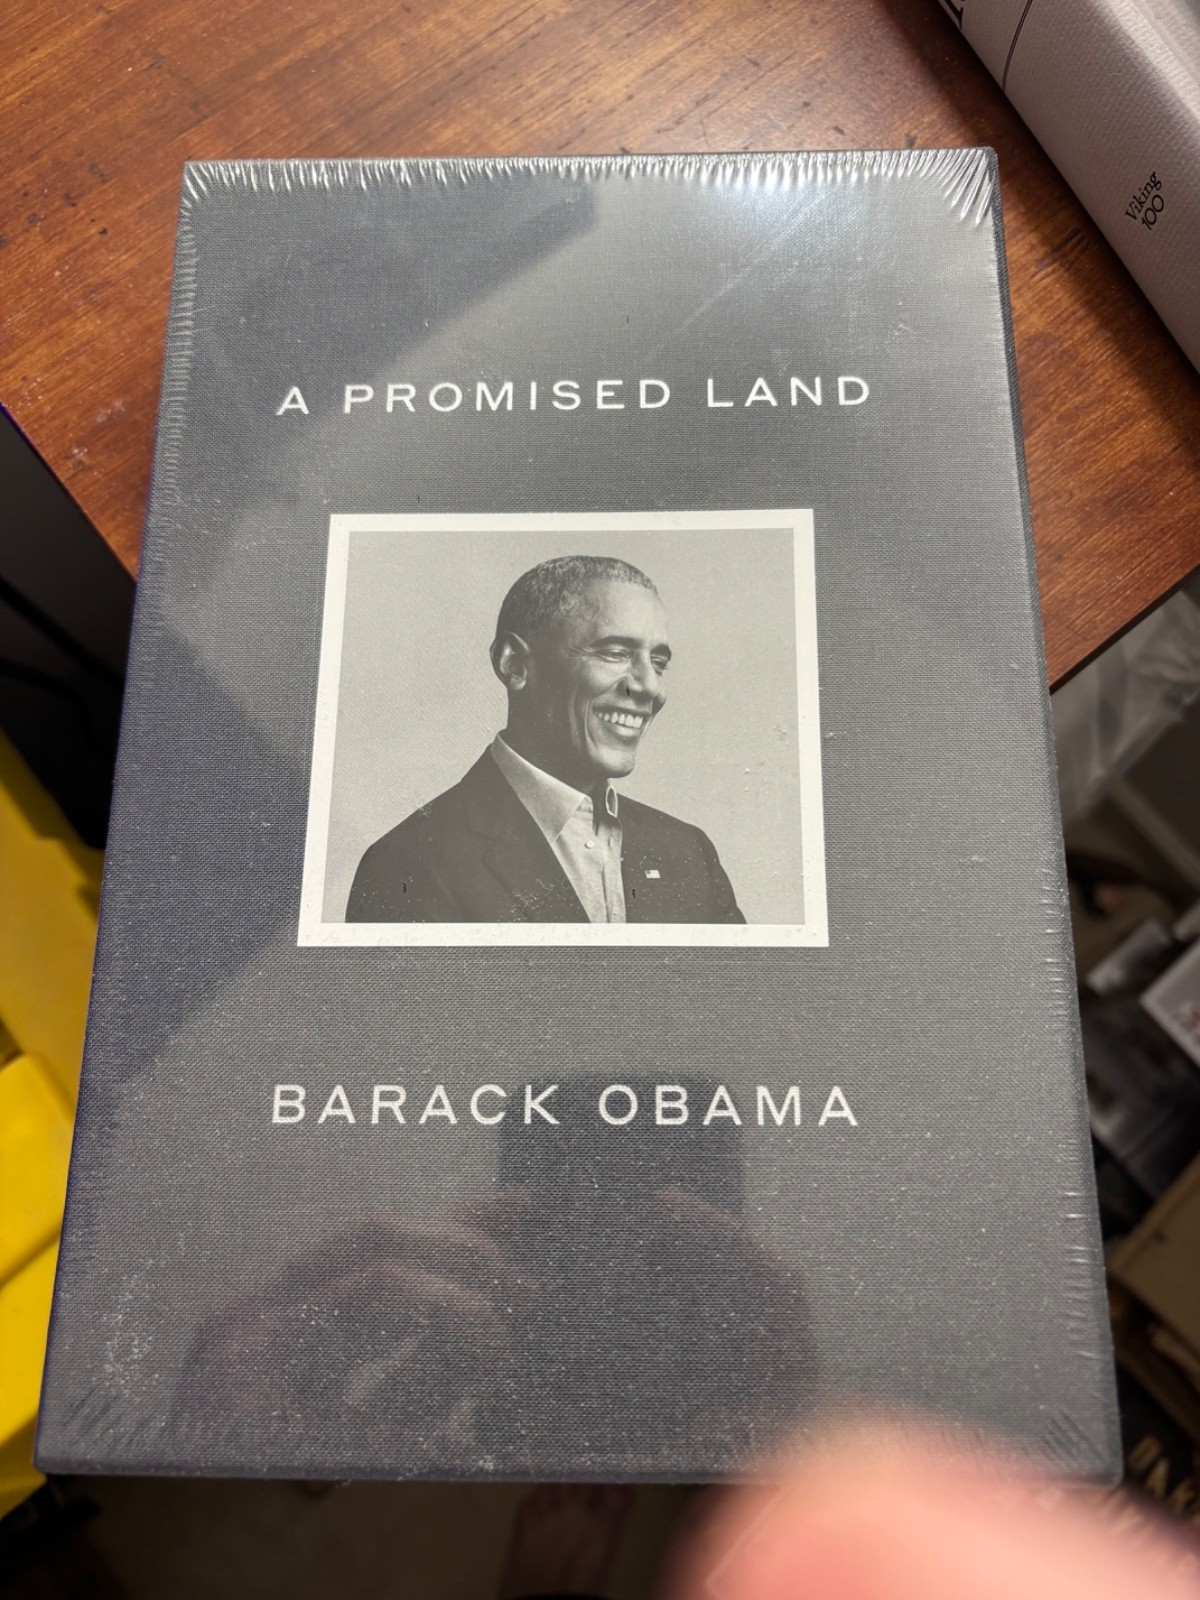 A PROMISED LAND
BARACK OBAMA
Viking
100